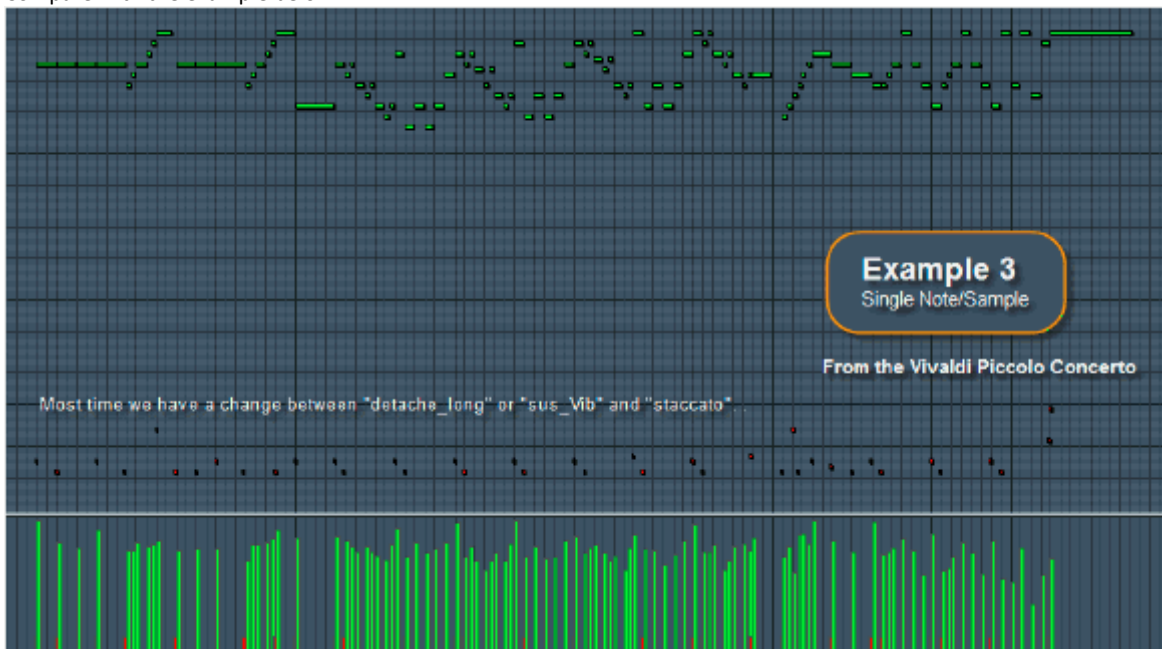 Example 3
Single Note/Sample
From the Vivaldi Piccolo Concerto
Most time we have a change between "detache_long" or "sus_Vib" and "staccato"...